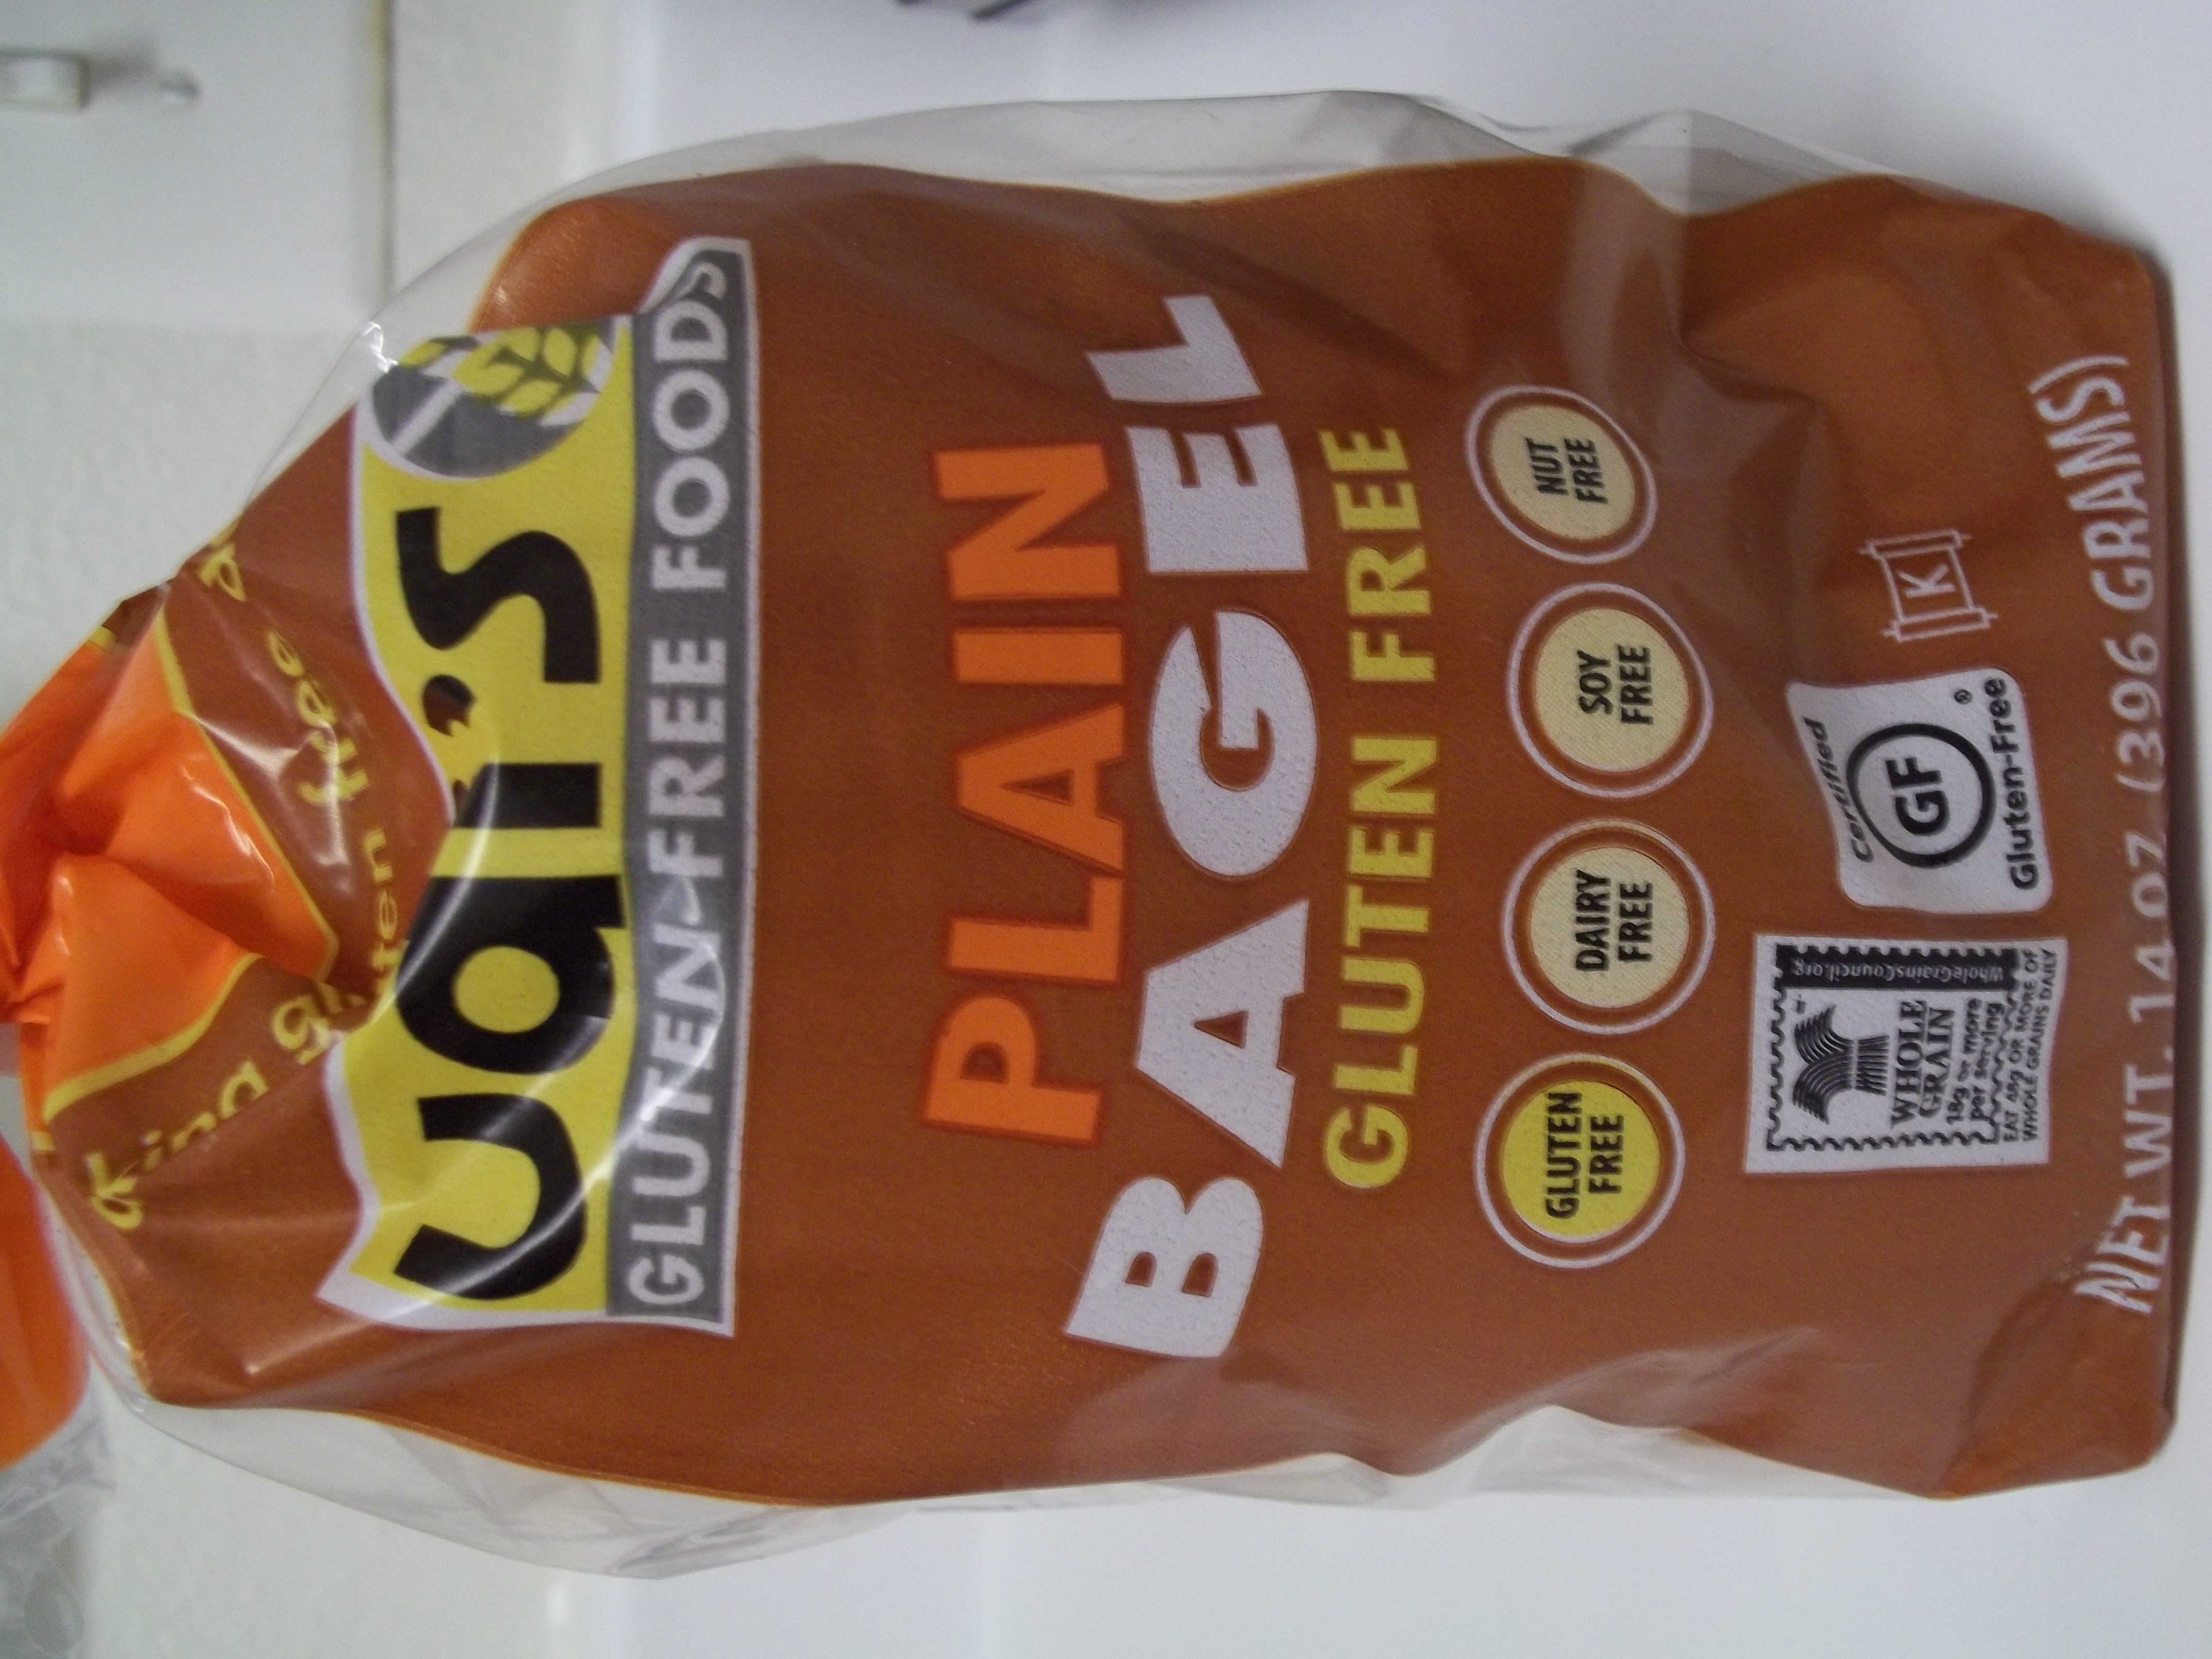 Udi's
GLUTEN-FREE FOODS
PLAIN
BAGEL
GLUTEN FREE
GLUTEN
FREE
DAIRY
FREE
SOY
FREE
NUT
FREE
WholeGrainsCouncil.org
WHOLE
GRAIN
18g or more
per serving
EAT 48g OR MORE OF
WHOLE GRAINS DAILY
Certified
GF
®
Gluten-Free
K
NET WT. 14 OZ (396 GRAMS)